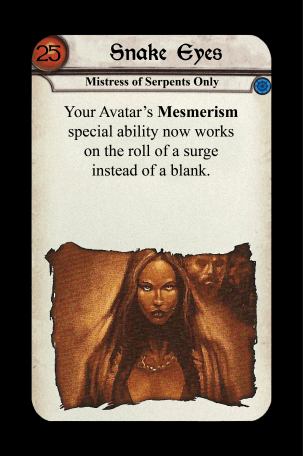 25
Snake Eyes
Mistress of Serpents Only
Your Avatar's Mesmerism
special ability now works
on the roll of a surge
instead of a blank.